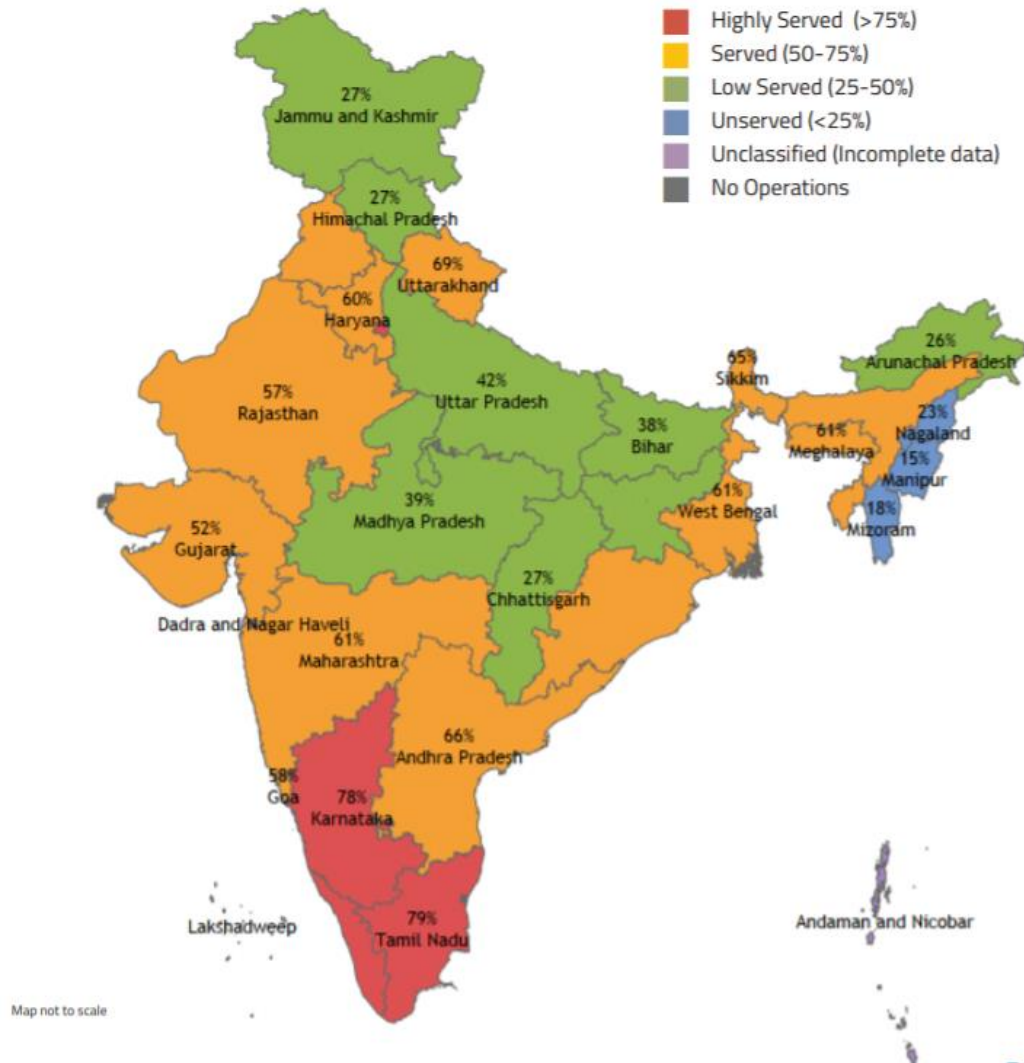 Highly Served (>75%)
Served (50-75%)
Low Served (25-50%)
Unserved (<25%)
Unclassified (Incomplete data)
No Operations
27%
Jammu and Kashmir
27%
Himachal Pradesh
69%
Uttarakhand
60%
Haryana
65%
Sikkim
26%
Arunachal Pradesh
57%
Rajasthan
42%
Uttar Pradesh
38%
Bihar
61%
Meghalaya
23%
Nagaland
15%
Manipur
18%
Mizoram
39%
Madhya Pradesh
61%
West Bengal
52%
Gujarat
27%
Chhattisgarh
Dadra and Nagar Haveli
61%
Maharashtra
66%
Andhra Pradesh
58%
Goa
78%
Karnataka
79%
Tamil Nadu
Lakshadweep
Andaman and Nicobar
Map not to scale